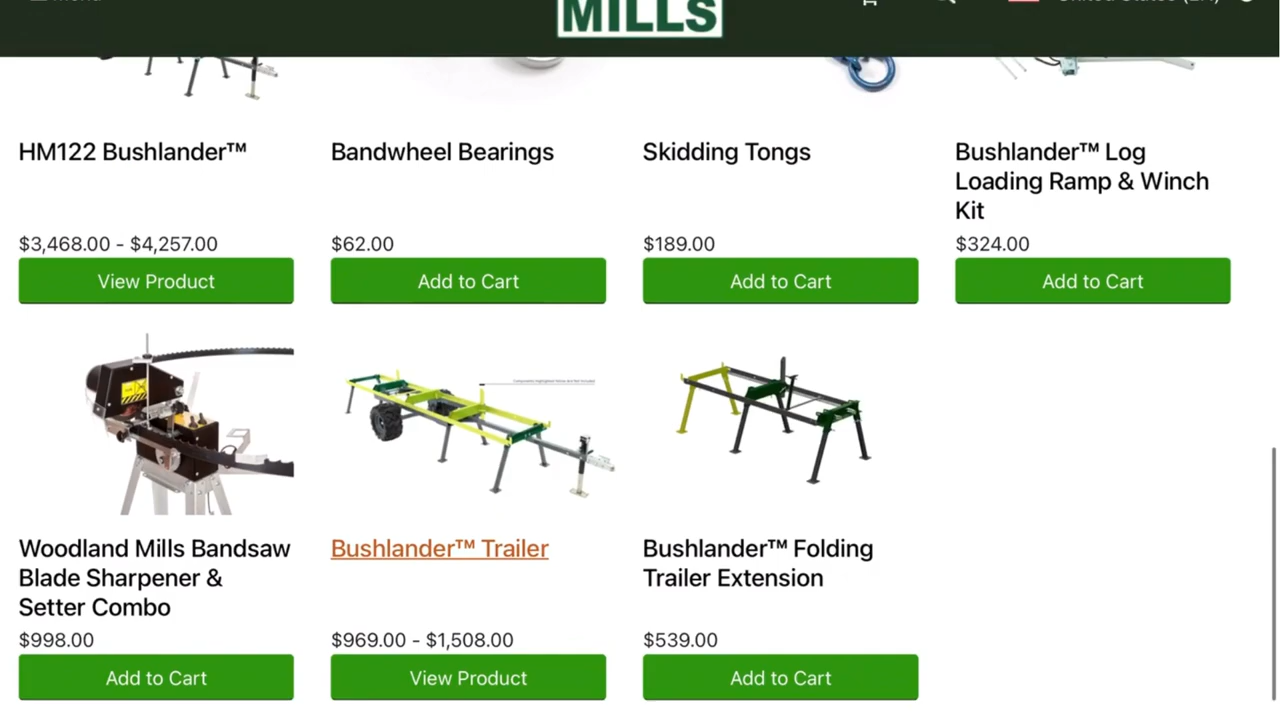 MILLS
HM122 Bushlander™
Bandwheel Bearings
Skidding Tongs
Bushlander™ Log
Loading Ramp & Winch
Kit
$3,468.00 - $4,257.00
$62.00
$189.00
$324.00
View Product
Add to Cart
Add to Cart
Add to Cart
Woodland Mills Bandsaw
Blade Sharpener &
Setter Combo
Bushlander™ Trailer
Bushlander™ Folding
Trailer Extension
$998.00
$969.00 - $1,508.00
$539.00
Add to Cart
View Product
Add to Cart